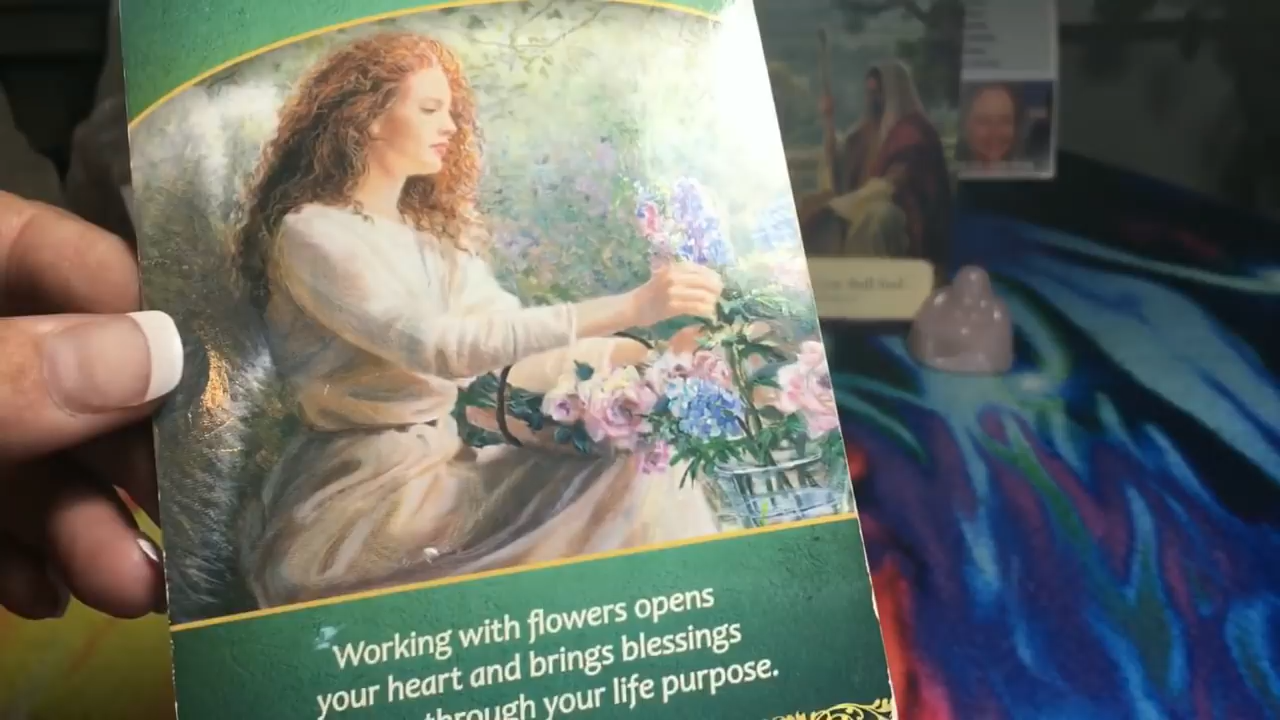 "Working with flowers opens
your heart and brings blessings
through your life purpose.